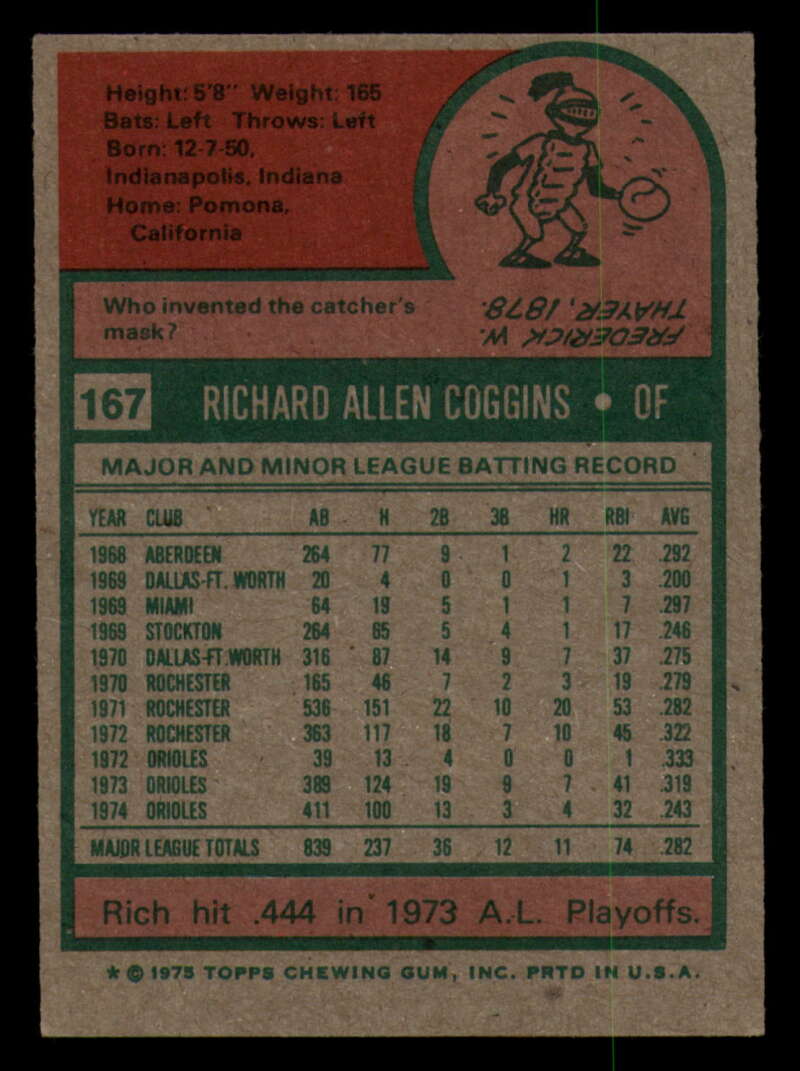 Height: 5'8" Weight: 165
Bats: Left Throws: Left
Born: 12-7-50,
Indianapolis, Indiana
Home: Pomona,
California
Who invented the catcher's
mask?
FREDERICK W.
THAYER, 1878.
167 RICHARD ALLEN COGGINS • OF
MAJOR AND MINOR LEAGUE BATTING RECORD
YEAR CLUB AB H 2B 3B HR RBI AVG
1968 ABERDEEN 264 77 9 1 2 22 .292
1969 DALLAS-FT. WORTH 20 4 0 0 1 3 .200
1969 MIAMI 64 19 5 1 1 7 .297
1969 STOCKTON 264 65 5 4 1 17 .246
1970 DALLAS-FT.WORTH 316 87 14 9 7 37 .275
1970 ROCHESTER 165 46 7 2 3 19 .279
1971 ROCHESTER 536 151 22 10 20 53 .282
1972 ROCHESTER 363 117 18 7 10 45 .322
1972 ORIOLES 39 13 4 0 0 1 .333
1973 ORIOLES 389 124 19 9 7 41 .319
1974 ORIOLES 411 100 13 3 4 32 .243
MAJOR LEAGUE TOTALS 839 237 36 12 11 74 .282
Rich hit .444 in 1973 A.L. Playoffs.
* © 1975 TOPPS CHEWING GUM, INC. PRTD IN U.S.A.